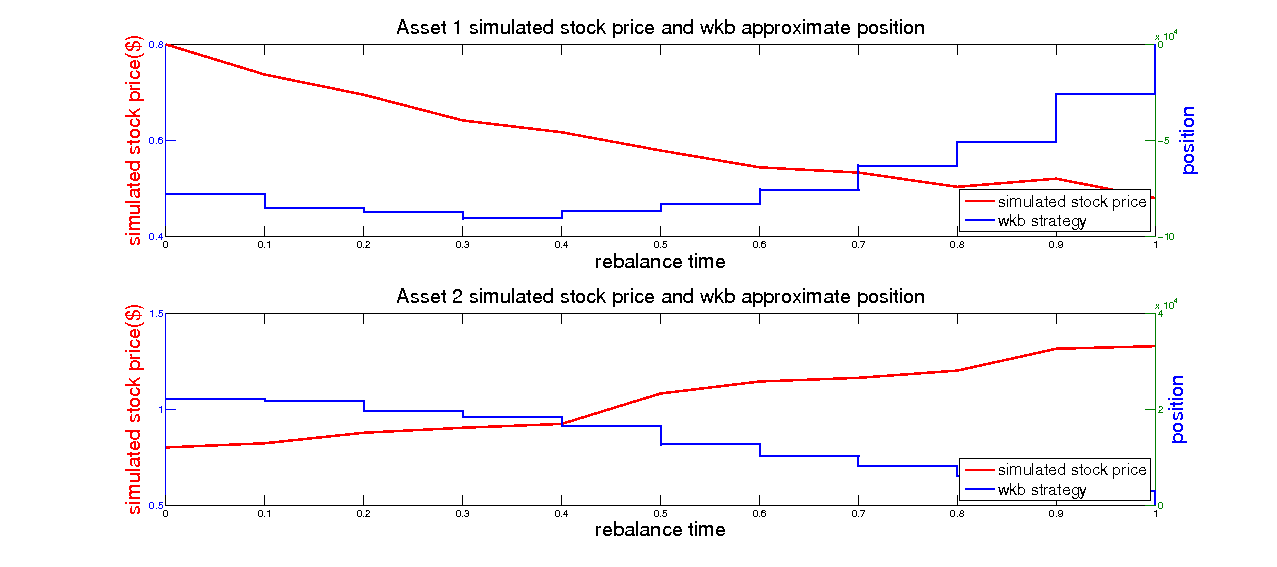 Asset 1 simulated stock price and wkb approximate position
x 10^4
simulated stock price($)
0.8
0.6
0.4
0
-5
-10
position
simulated stock price
wkb strategy
0 0.1 0.2 0.3 0.4 0.5 0.6 0.7 0.8 0.9 1
rebalance time
Asset 2 simulated stock price and wkb approximate position
x 10^4
simulated stock price($)
1.5
1
0.5
4
2
0
position
simulated stock price
wkb strategy
0 0.1 0.2 0.3 0.4 0.5 0.6 0.7 0.8 0.9 1
rebalance time